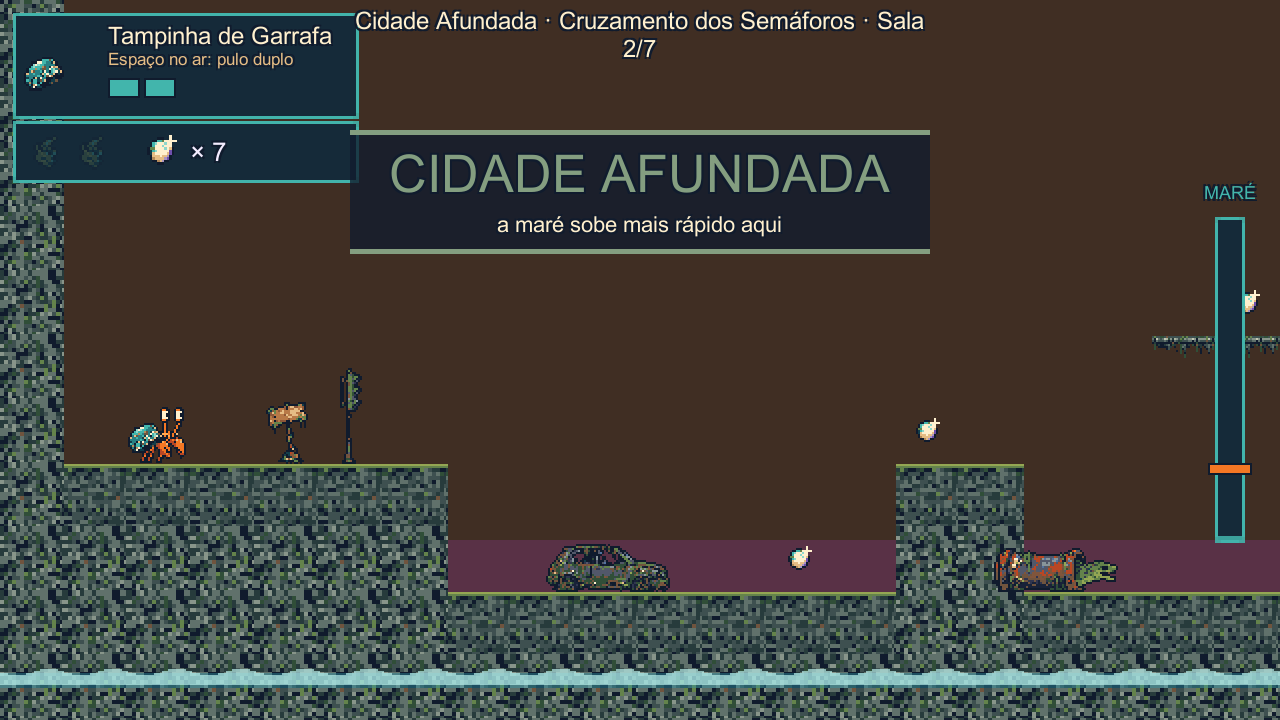 Tampinha de Garrafa
Espaço no ar: pulo duplo
× 7
Cidade Afundada · Cruzamento dos Semáforos · Sala
2/7
CIDADE AFUNDADA
a maré sobe mais rápido aqui
MARÉ